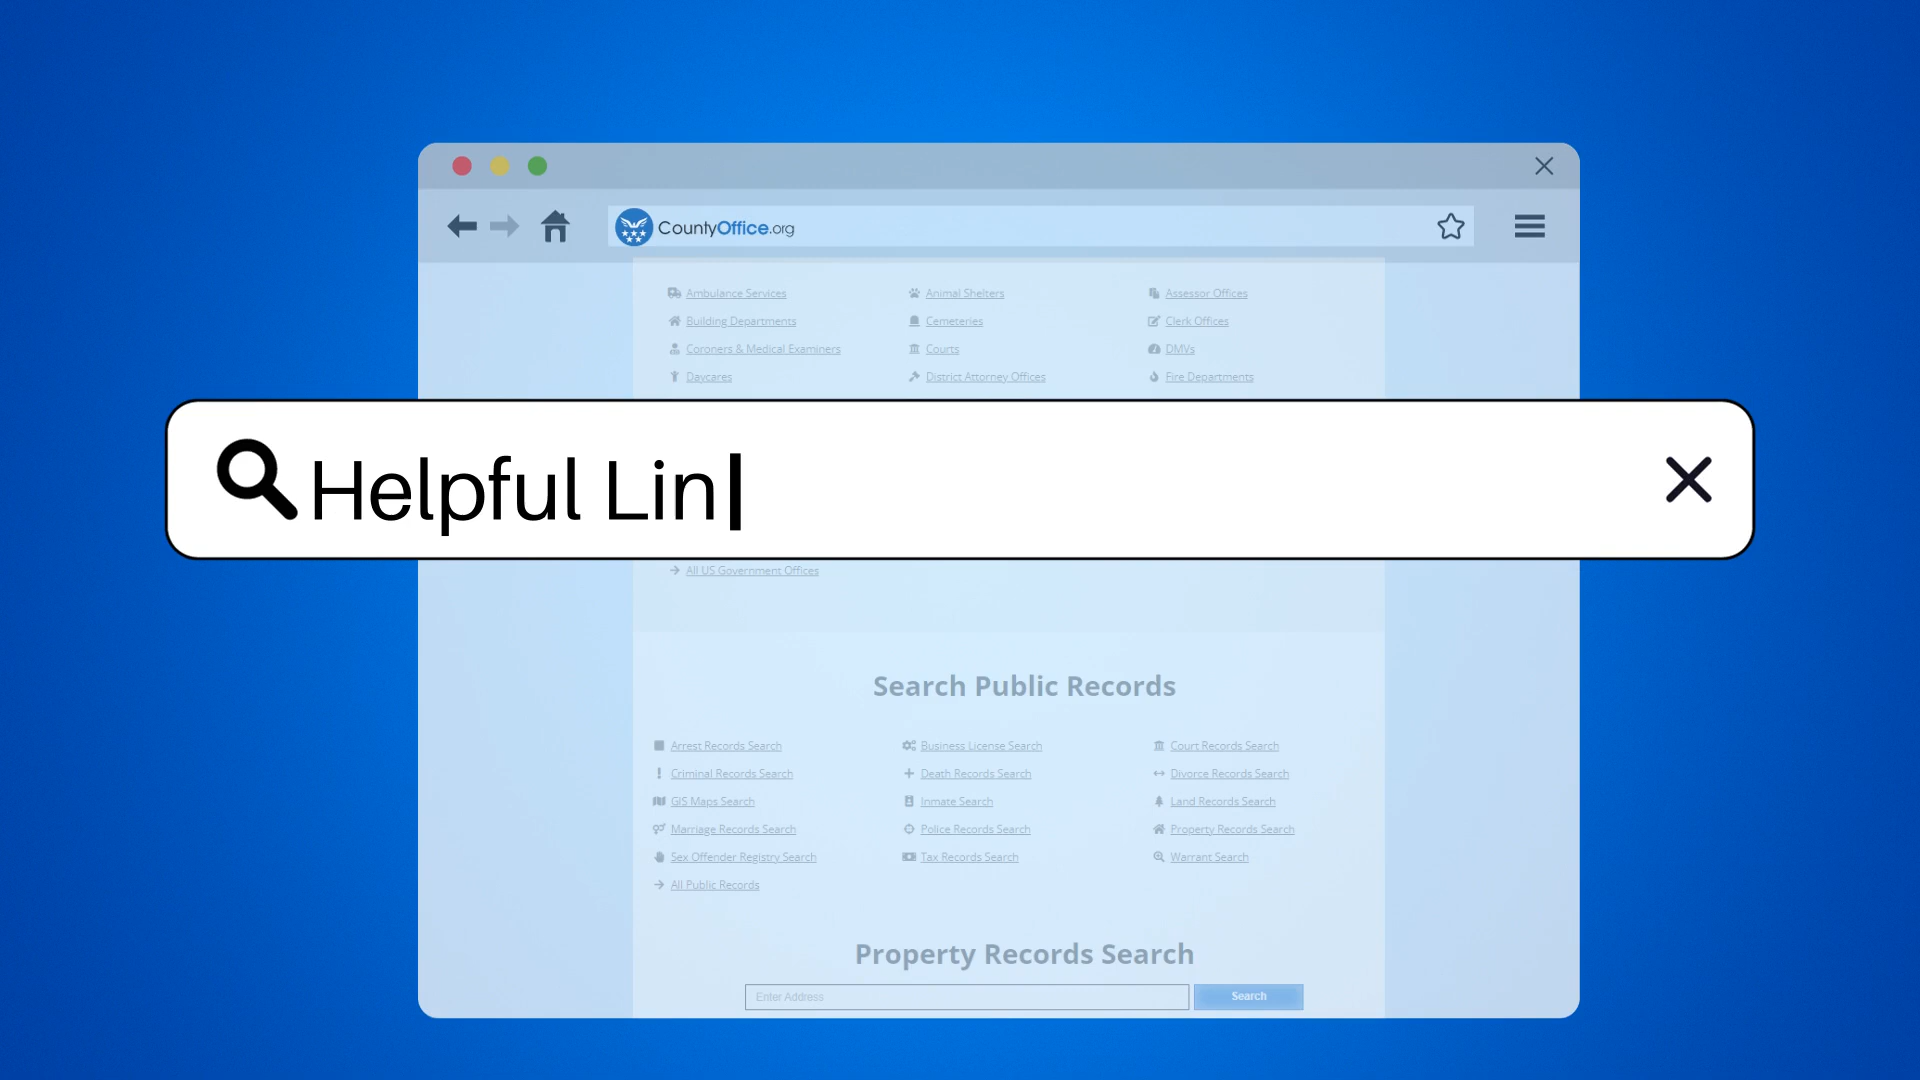 CountyOffice.org
Ambulance Services Animal Shelters Assessor Offices
Building Departments Cemeteries Clerk Offices
Coroners & Medical Examiners Courts DMVs
Daycares District Attorney Offices Fire Departments
Helpful Lin
All US Government Offices
Search Public Records
Arrest Records Search Business License Search Court Records Search
Criminal Records Search Death Records Search Divorce Records Search
GIS Maps Search Inmate Search Land Records Search
Marriage Records Search Police Records Search Property Records Search
Sex Offender Registry Search Tax Records Search Warrant Search
All Public Records
Property Records Search
Enter Address Search